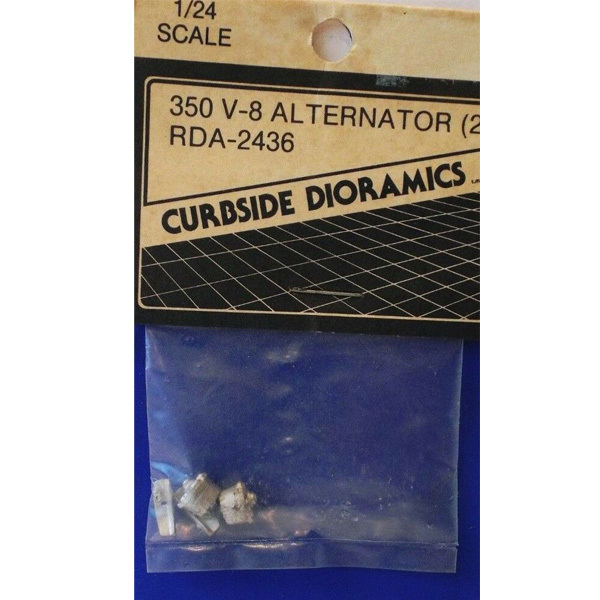 1/24
SCALE
350 V-8 ALTERNATOR (2
RDA-2436
CURBSIDE DIORAMICS